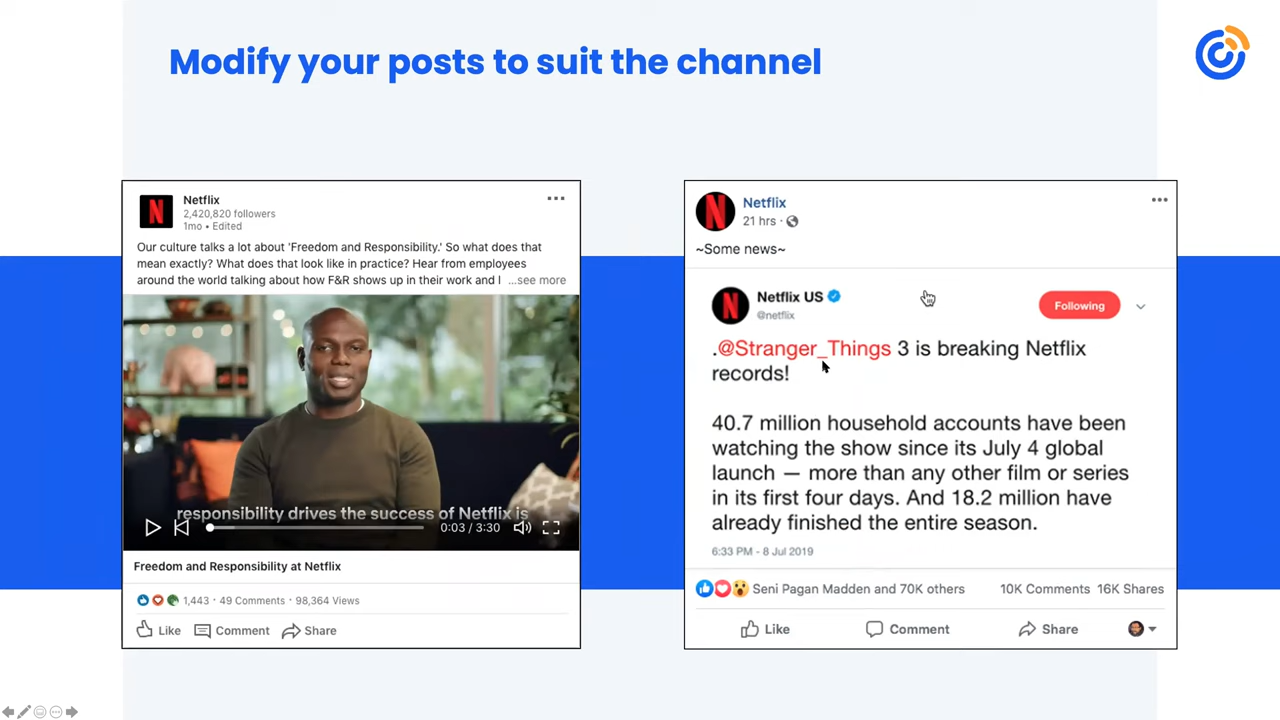 Modify your posts to suit the channel
Netflix
2,420,820 followers
1mo • Edited
Our culture talks a lot about 'Freedom and Responsibility.' So what does that
mean exactly? What does that look like in practice? Hear from employees
around the world talking about how F&R shows up in their work and l ...see more
responsibility drives the success of Netflix is
0:03 / 3:30
Freedom and Responsibility at Netflix
1,443 · 49 Comments · 98,364 Views
Like Comment Share
N Netflix
21 hrs ·
~Some news~
N Netflix US
@netflix
Following
.@Stranger_Things 3 is breaking Netflix
records!
40.7 million household accounts have been
watching the show since its July 4 global
launch — more than any other film or series
in its first four days. And 18.2 million have
already finished the entire season.
6:33 PM - 8 Jul 2019
Seni Pagan Madden and 70K others 10K Comments 16K Shares
Like Comment Share